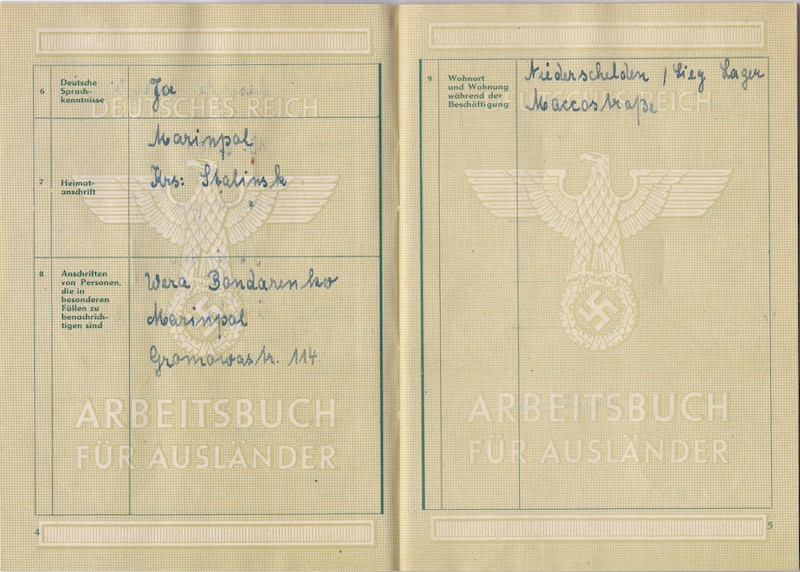 6 Deutsche
Sprach-
kenntnisse
Ja
DEUTSCHES REICH
7 Heimat-
anschrift
Marinpol
Krs: Stalinsk
8 Anschriften
von Personen,
die in
besonderen
Fällen zu
benachrich-
tigen sind
Wera Bondarenko
Marinpol
Gromowastr. 114
ARBEITSBUCH
FÜR AUSLÄNDER
4
9 Wohnort
und Wohnung
während der
Beschäftigung
Niederschelden / Sieg Lager
Maccostraße
DEUTSCHES REICH
ARBEITSBUCH
FÜR AUSLÄNDER
5